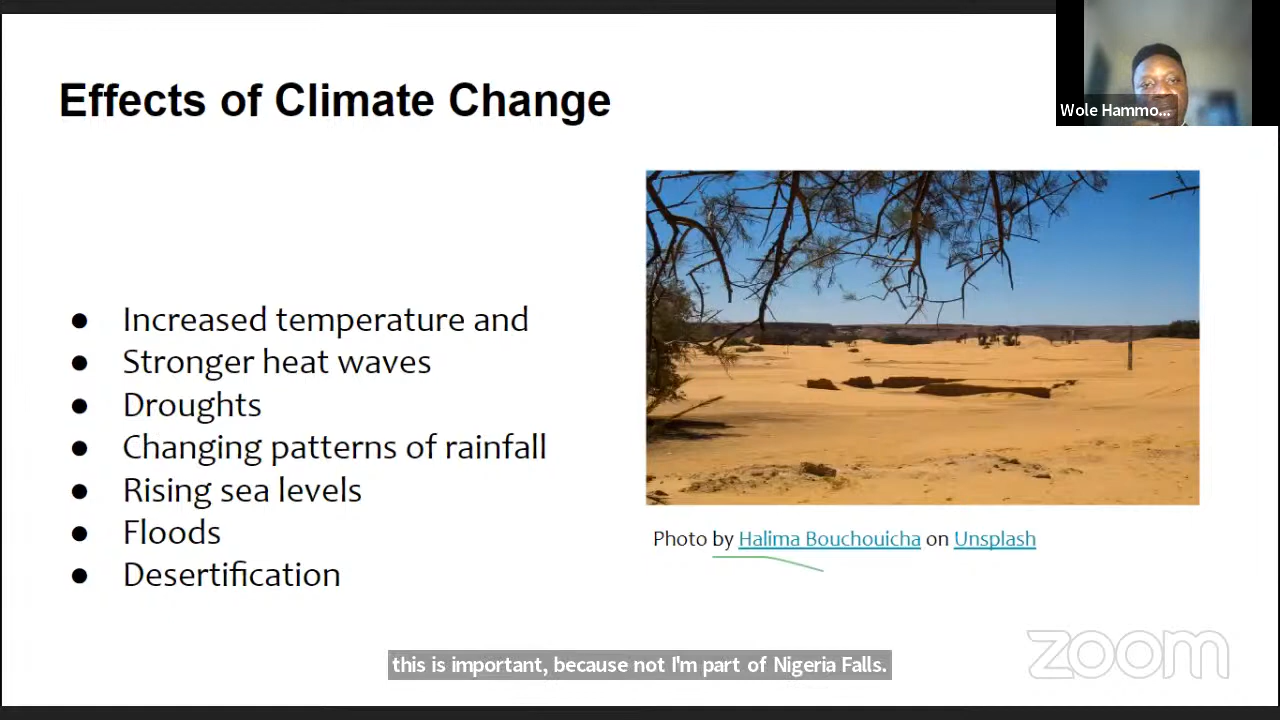 Effects of Climate Change
Wole Hammo...
● Increased temperature and
● Stronger heat waves
● Droughts
● Changing patterns of rainfall
● Rising sea levels
● Floods
● Desertification
Photo by Halima Bouchouicha on Unsplash
this is important, because not I'm part of Nigeria Falls.
zoom